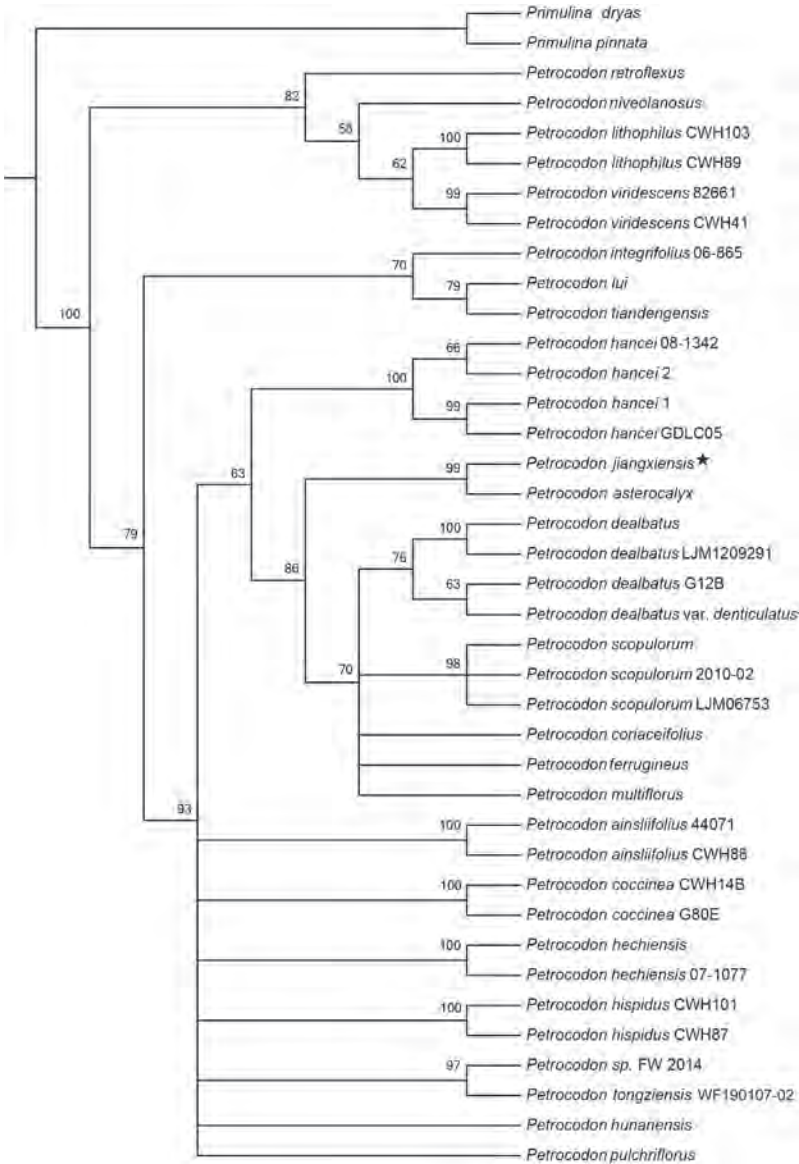 Primulina dryas
Primulina pinnata
82
Petrocodon retroflexus
58
Petrocodon niveolanosus
100
Petrocodon lithophilus CWH103
62
Petrocodon lithophilus CWH89
99
Petrocodon viridescens 82661
Petrocodon viridescens CWH41
70
Petrocodon integrifolius 06-865
79
Petrocodon lui
100
Petrocodon tiandengensis
66
Petrocodon hancei 08-1342
100
Petrocodon hancei 2
99
Petrocodon hancei 1
Petrocodon hancei GDLC05
63
99
Petrocodon jiangxiensis★
Petrocodon asterocalyx
100
Petrocodon dealbatus
79
76
Petrocodon dealbatus LJM1209291
86
63
Petrocodon dealbatus G12B
Petrocodon dealbatus var. denticulatus
Petrocodon scopulorum
70
98
Petrocodon scopulorum 2010-02
Petrocodon scopulorum LJM06753
Petrocodon coriaceifolius
Petrocodon ferrugineus
Petrocodon multiflorus
93
100
Petrocodon ainsliifolius 44071
Petrocodon ainsliifolius CWH88
100
Petrocodon coccinea CWH14B
Petrocodon coccinea G80E
100
Petrocodon hechiensis
Petrocodon hechiensis 07-1077
100
Petrocodon hispidus CWH101
Petrocodon hispidus CWH87
97
Petrocodon sp. FW 2014
Petrocodon tongziensis WF190107-02
Petrocodon hunanensis
Petrocodon pulchriflorus